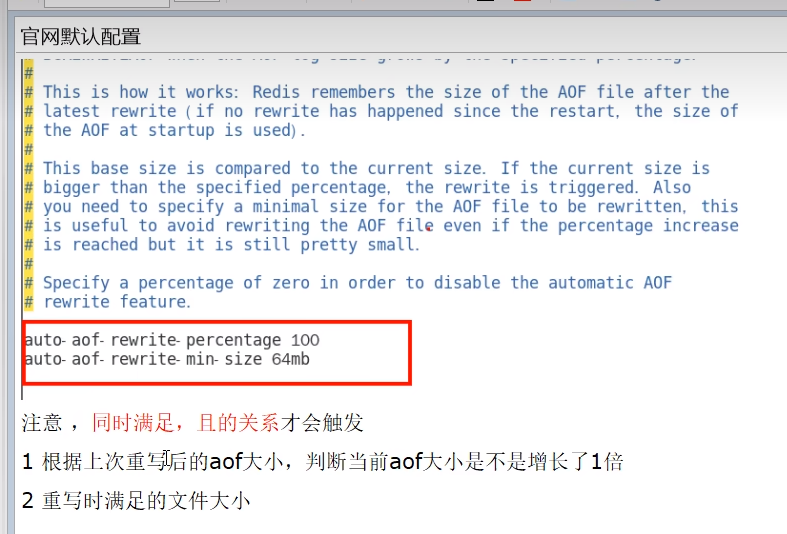 官网默认配置
#
# This is how it works: Redis remembers the size of the AOF file after the
# latest rewrite (if no rewrite has happened since the restart, the size of
# the AOF at startup is used).
#
# This base size is compared to the current size. If the current size is
# bigger than the specified percentage, the rewrite is triggered. Also
# you need to specify a minimal size for the AOF file to be rewritten, this
# is useful to avoid rewriting the AOF file even if the percentage increase
# is reached but it is still pretty small.
#
# Specify a percentage of zero in order to disable the automatic AOF
# rewrite feature.
auto-aof-rewrite-percentage 100
auto-aof-rewrite-min-size 64mb
注意 ，同时满足，且的关系才会触发
1 根据上次重写后的aof大小，判断当前aof大小是不是增长了1倍
2 重写时满足的文件大小